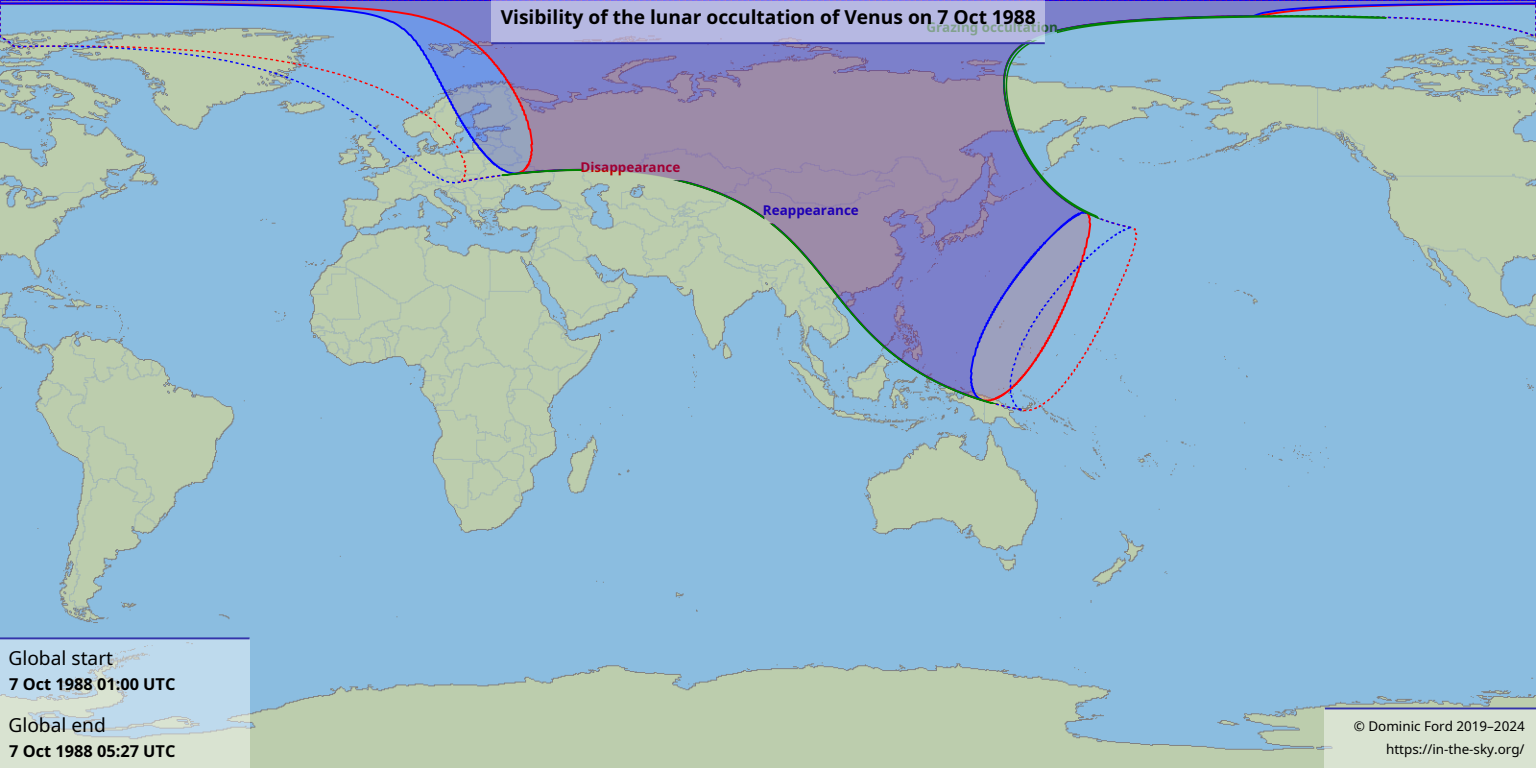 Visibility of the lunar occultation of Venus on 7 Oct 1988
Grazing occultation
Disappearance
Reappearance
Global start
7 Oct 1988 01:00 UTC
Global end
7 Oct 1988 05:27 UTC
© Dominic Ford 2019–2024
https://in-the-sky.org/